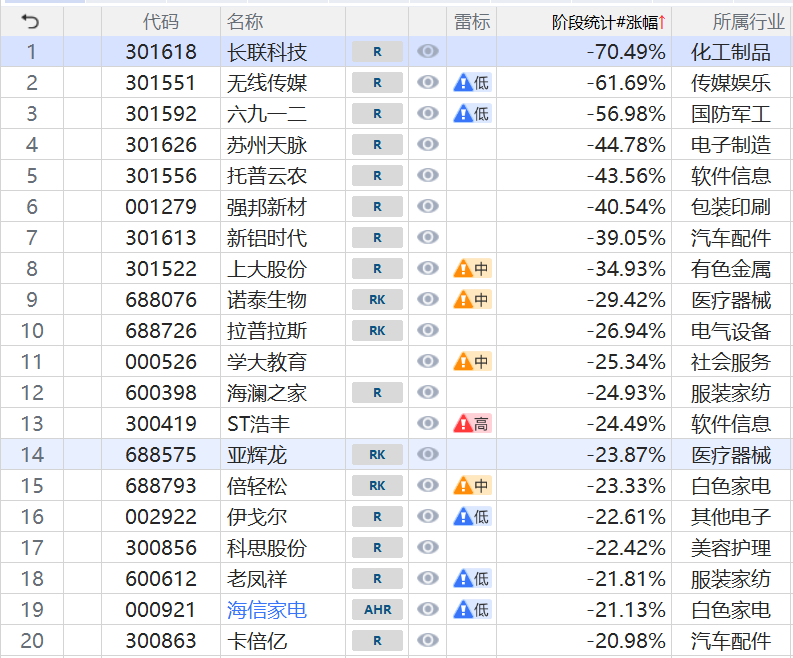 代码 名称 雷标 阶段统计#涨幅↑ 所属行业
1 301618 长联科技 R -70.49% 化工制品
2 301551 无线传媒 R 低 -61.69% 传媒娱乐
3 301592 六九一二 R 低 -56.98% 国防军工
4 301626 苏州天脉 R -44.78% 电子制造
5 301556 托普云农 R -43.56% 软件信息
6 001279 强邦新材 R -40.54% 包装印刷
7 301613 新铝时代 R -39.05% 汽车配件
8 301522 上大股份 R 中 -34.93% 有色金属
9 688076 诺泰生物 RK 中 -29.42% 医疗器械
10 688726 拉普拉斯 RK -26.94% 电气设备
11 000526 学大教育 中 -25.34% 社会服务
12 600398 海澜之家 R -24.93% 服装家纺
13 300419 ST浩丰 高 -24.49% 软件信息
14 688575 亚辉龙 RK -23.87% 医疗器械
15 688793 倍轻松 RK 中 -23.33% 白色家电
16 002922 伊戈尔 R 低 -22.61% 其他电子
17 300856 科思股份 R -22.42% 美容护理
18 600612 老凤祥 R 低 -21.81% 服装家纺
19 000921 海信家电 AHR 低 -21.13% 白色家电
20 300863 卡倍亿 R -20.98% 汽车配件